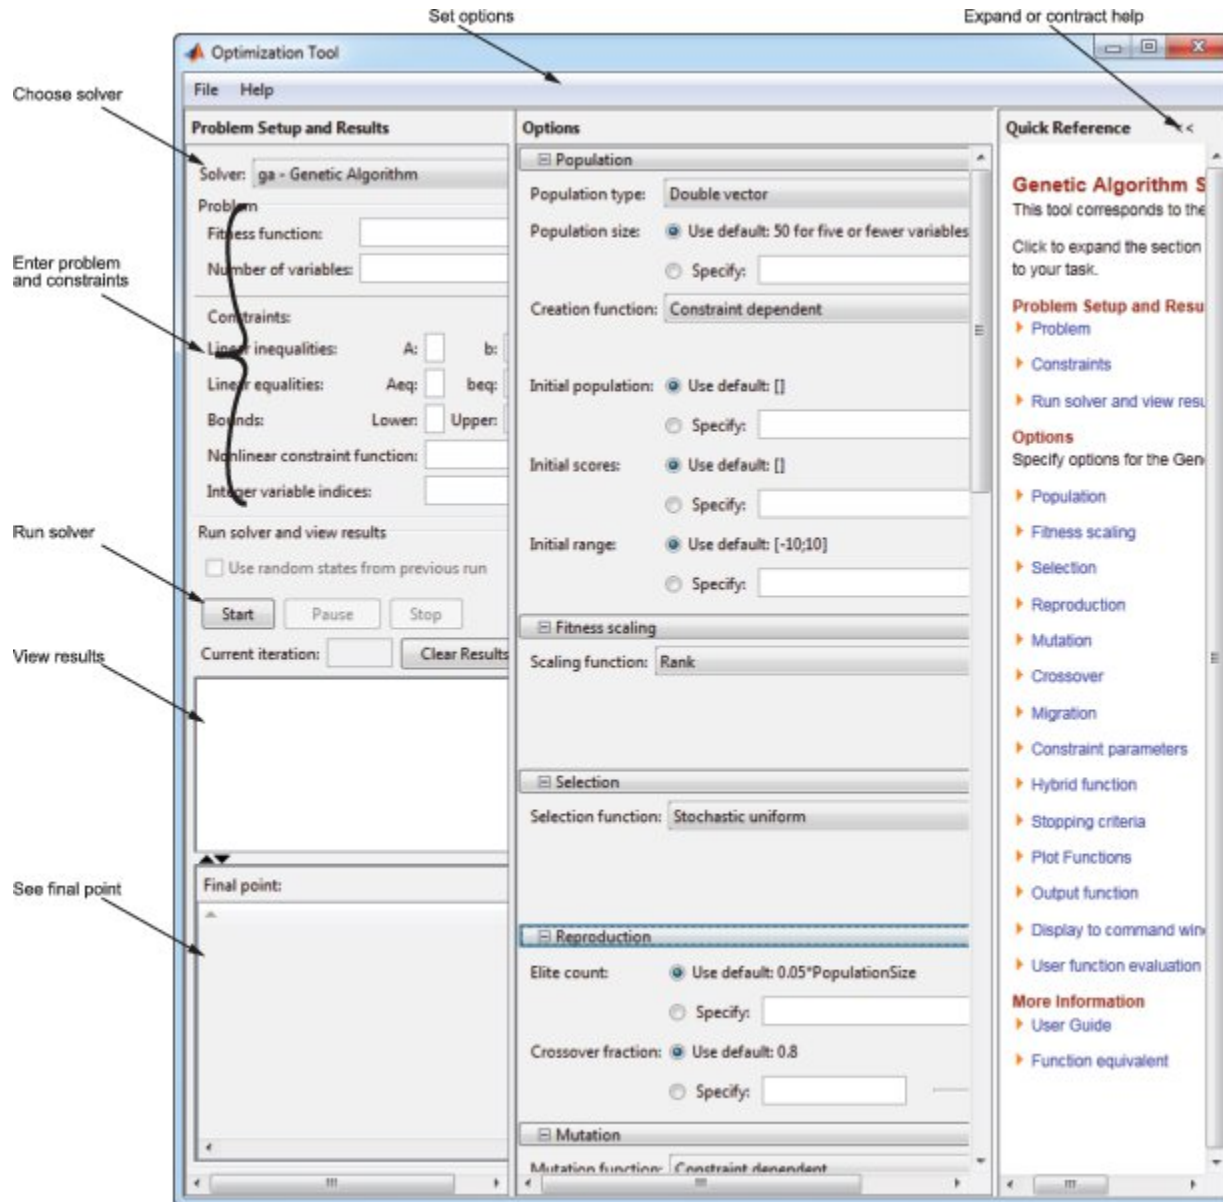 Set options
Expand or contract help
Optimization Tool
File Help
Choose solver
Problem Setup and Results
Solver: ga - Genetic Algorithm
Problem
Fitness function:
Number of variables:
Enter problem
and constraints
Constraints:
Linear inequalities: A: b:
Linear equalities: Aeq: beq:
Bounds: Lower: Upper:
Nonlinear constraint function:
Integer variable indices:
Run solver
Run solver and view results
Use random states from previous run
Start Pause Stop
View results
Current iteration: Clear Results
See final point
Final point:
Options
Population
Population type: Double vector
Population size: Use default: 50 for five or fewer variables
Specify:
Creation function: Constraint dependent
Initial population: Use default: []
Specify:
Initial scores: Use default: []
Specify:
Initial range: Use default: [-10;10]
Specify:
Fitness scaling
Scaling function: Rank
Selection
Selection function: Stochastic uniform
Reproduction
Elite count: Use default: 0.05*PopulationSize
Specify:
Crossover fraction: Use default: 0.8
Specify:
Mutation
Mutation function: Constraint dependent
Quick Reference <<
Genetic Algorithm S
This tool corresponds to the
Click to expand the section
to your task.
Problem Setup and Resu
Problem
Constraints
Run solver and view resu
Options
Specify options for the Gen
Population
Fitness scaling
Selection
Reproduction
Mutation
Crossover
Migration
Constraint parameters
Hybrid function
Stopping criteria
Plot Functions
Output function
Display to command win
User function evaluation
More Information
User Guide
Function equivalent